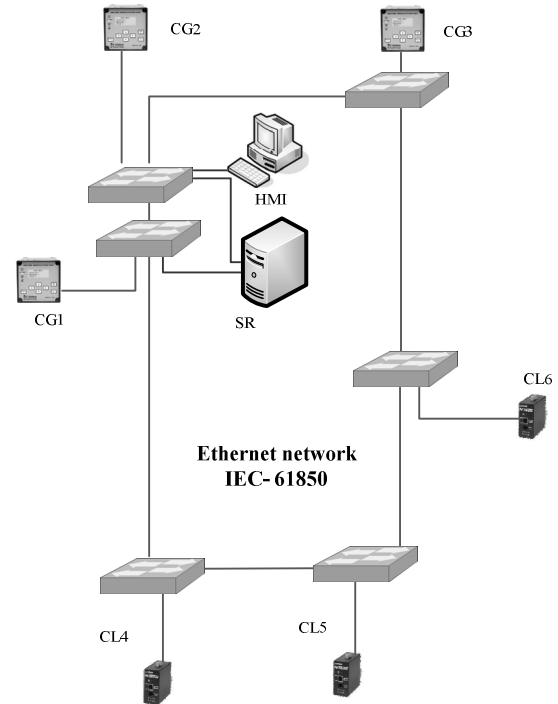 CG2
CG3
HMI
SR
CG1
CL6
Ethernet network
IEC- 61850
CL5
CL4